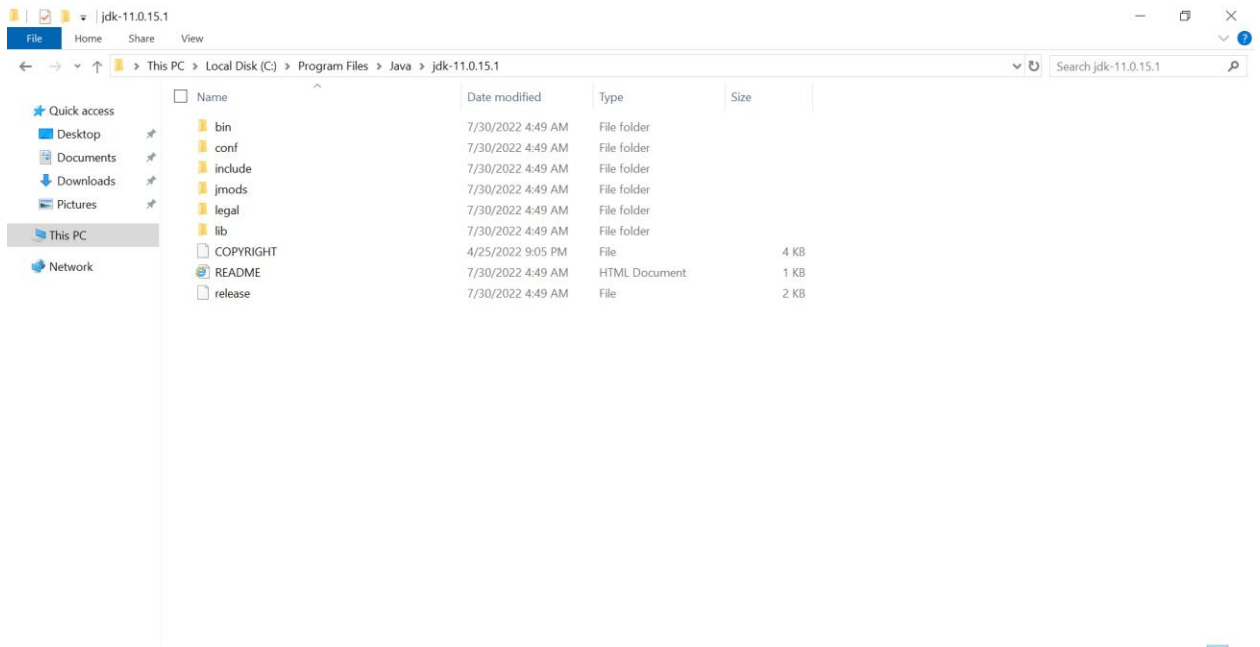 jdk-11.0.15.1
File Home Share View
This PC Local Disk (C:) Program Files Java jdk-11.0.15.1 Search jdk-11.0.15.1
Name Date modified Type Size
Quick access
Desktop
Documents
Downloads
Pictures
This PC
Network
bin 7/30/2022 4:49 AM File folder
conf 7/30/2022 4:49 AM File folder
include 7/30/2022 4:49 AM File folder
jmods 7/30/2022 4:49 AM File folder
legal 7/30/2022 4:49 AM File folder
lib 7/30/2022 4:49 AM File folder
COPYRIGHT 4/25/2022 9:05 PM File 4 KB
README 7/30/2022 4:49 AM HTML Document 1 KB
release 7/30/2022 4:49 AM File 2 KB